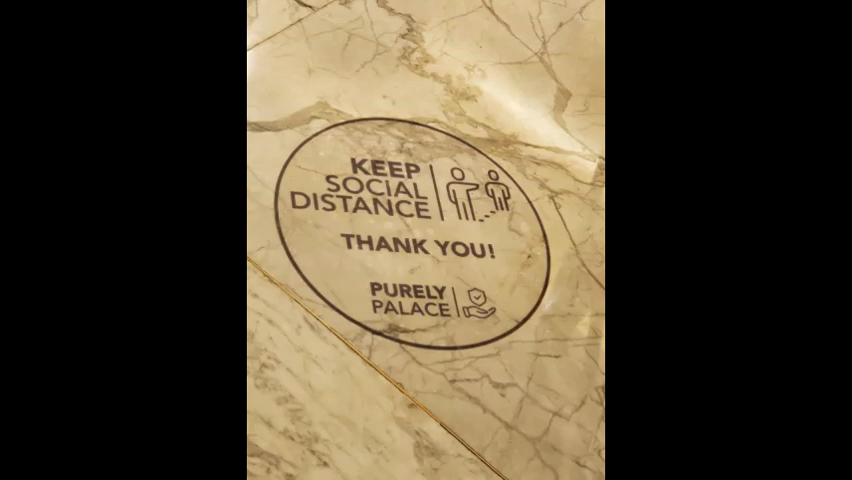 KEEP
SOCIAL
DISTANCE
THANK YOU!
PURELY
PALACE